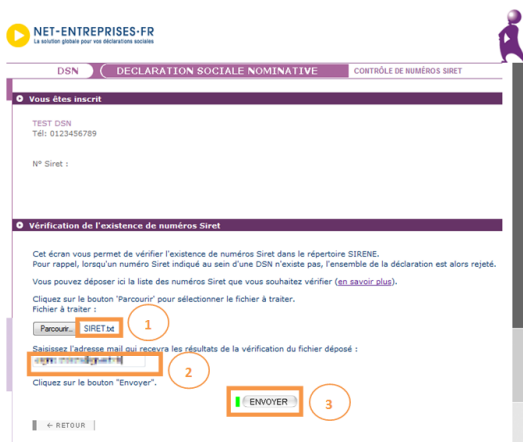 NET-ENTREPRISES·FR
La solution globale pour vos déclarations sociales
DSN DECLARATION SOCIALE NOMINATIVE CONTRÔLE DE NUMÉROS SIRET
Vous êtes inscrit
TEST DSN
Tél: 0123456789
N° Siret :
Vérification de l'existence de numéros Siret
Cet écran vous permet de vérifier l'existence de numéros Siret dans le répertoire SIRENE.
Pour rappel, lorsqu'un numéro Siret indiqué au sein d'une DSN n'existe pas, l'ensemble de la déclaration est alors rejeté.
Vous pouvez déposer ici la liste des numéros Siret que vous souhaitez vérifier (en savoir plus).
Cliquez sur le bouton 'Parcourir' pour sélectionner le fichier à traiter.
Fichier à traiter :
Parcourir... SIRET.txt 1
Saisissez l'adresse mail qui recevra les résultats de la vérification du fichier déposé :
2
Cliquez sur le bouton "Envoyer".
ENVOYER 3
← RETOUR